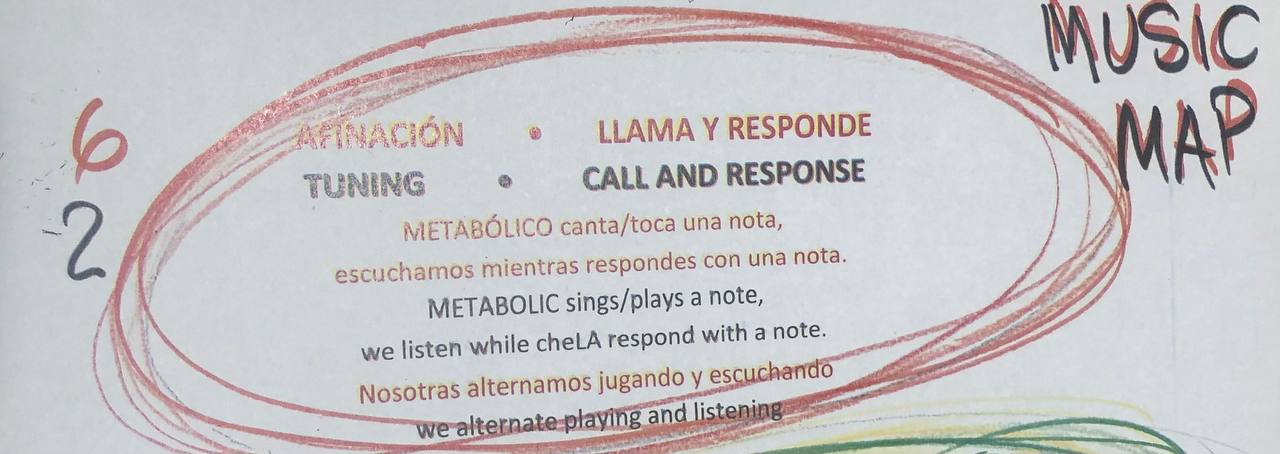 MUSIC
MAP
6
2
AFINACIÓN • LLAMA Y RESPONDE
TUNING • CALL AND RESPONSE
METABÓLICO canta/toca una nota,
escuchamos mientras respondes con una nota.
METABOLIC sings/plays a note,
we listen while cheLA respond with a note.
Nosotras alternamos jugando y escuchando
we alternate playing and listening